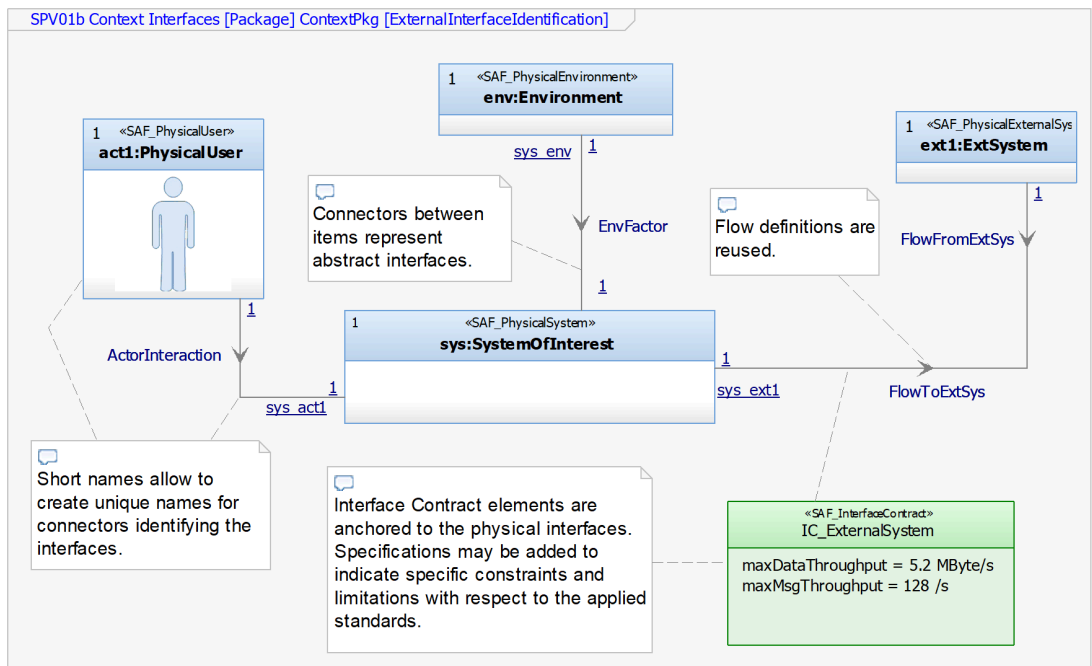 SPV01b Context Interfaces [Package] ContextPkg [ExternalInterfaceIdentification]
1 «SAF_PhysicalEnvironment»
env:Environment
1 «SAF_PhysicalExternalSys
ext1:ExtSystem
1 «SAF_PhysicalUser»
act1:PhysicalUser
sys_env
1
1
Connectors between
items represent
abstract interfaces.
EnvFactor
Flow definitions are
reused.
FlowFromExtSys
1
1
1 «SAF_PhysicalSystem»
sys:SystemOfInterest
ActorInteraction
1
sys_act1
1
sys_ext1
FlowToExtSys
Short names allow to
create unique names for
connectors identifying the
interfaces.
Interface Contract elements are
anchored to the physical interfaces.
Specifications may be added to
indicate specific constraints and
limitations with respect to the applied
standards.
«SAF_InterfaceContract»
IC_ExternalSystem
maxDataThroughput = 5.2 MByte/s
maxMsgThroughput = 128 /s